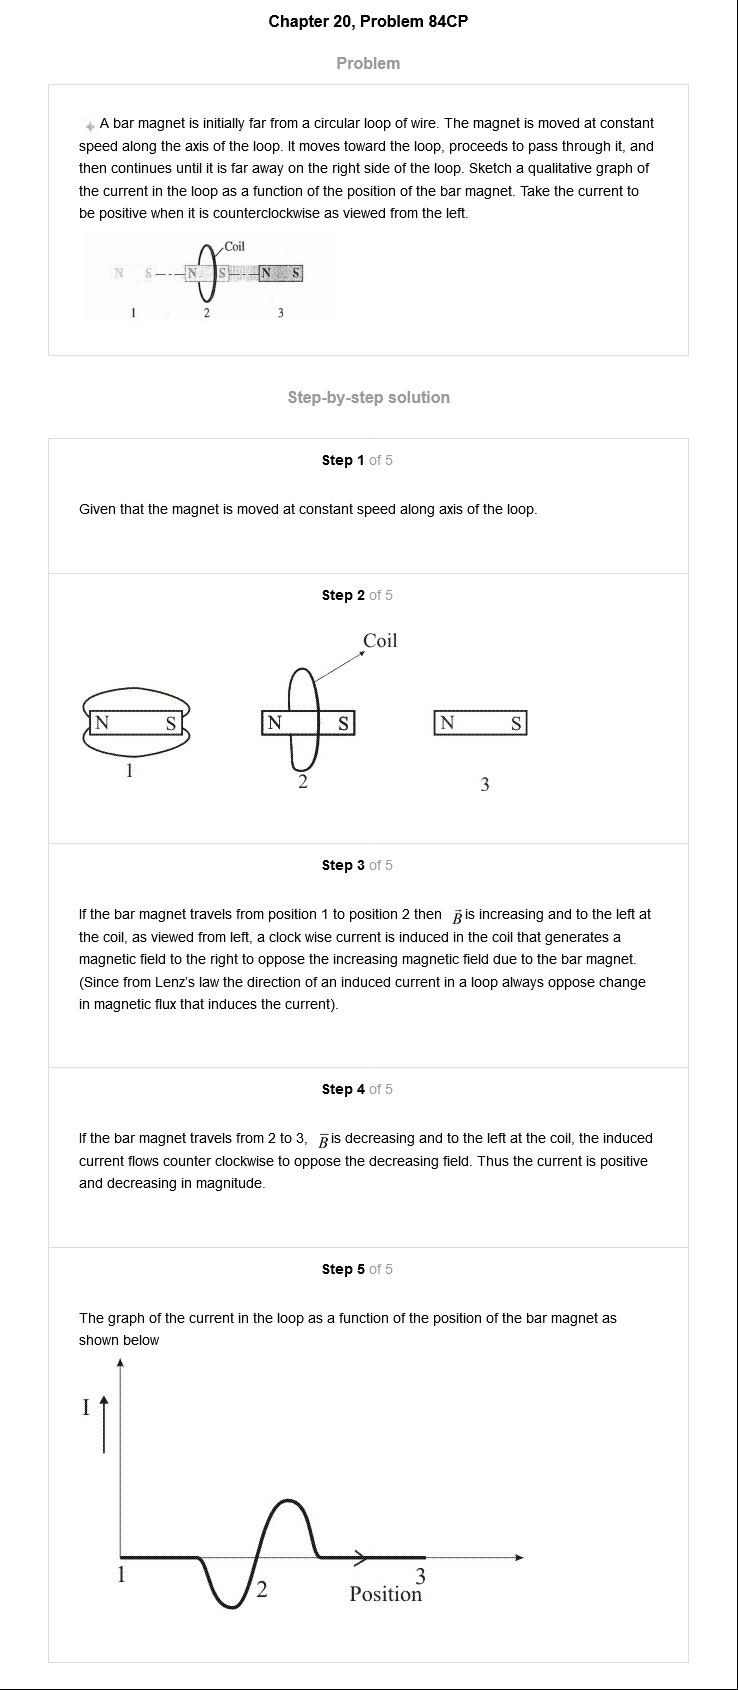 Chapter 20, Problem 84CP
Problem
A bar magnet is initially far from a circular loop of wire. The magnet is moved at constant
speed along the axis of the loop. It moves toward the loop, proceeds to pass through it, and
then continues until it is far away on the right side of the loop. Sketch a qualitative graph of
the current in the loop as a function of the position of the bar magnet. Take the current to
be positive when it is counterclockwise as viewed from the left.
Coil
N S N S N S
1 2 3
Step-by-step solution
Step 1 of 5
Given that the magnet is moved at constant speed along axis of the loop.
Step 2 of 5
Coil
N S N S N S
1 2 3
Step 3 of 5
If the bar magnet travels from position 1 to position 2 then B⃗ is increasing and to the left at
the coil, as viewed from left, a clock wise current is induced in the coil that generates a
magnetic field to the right to oppose the increasing magnetic field due to the bar magnet.
(Since from Lenz's law the direction of an induced current in a loop always oppose change
in magnetic flux that induces the current).
Step 4 of 5
If the bar magnet travels from 2 to 3, B⃗ is decreasing and to the left at the coil, the induced
current flows counter clockwise to oppose the decreasing field. Thus the current is positive
and decreasing in magnitude.
Step 5 of 5
The graph of the current in the loop as a function of the position of the bar magnet as
shown below
I
1 2 3
Position